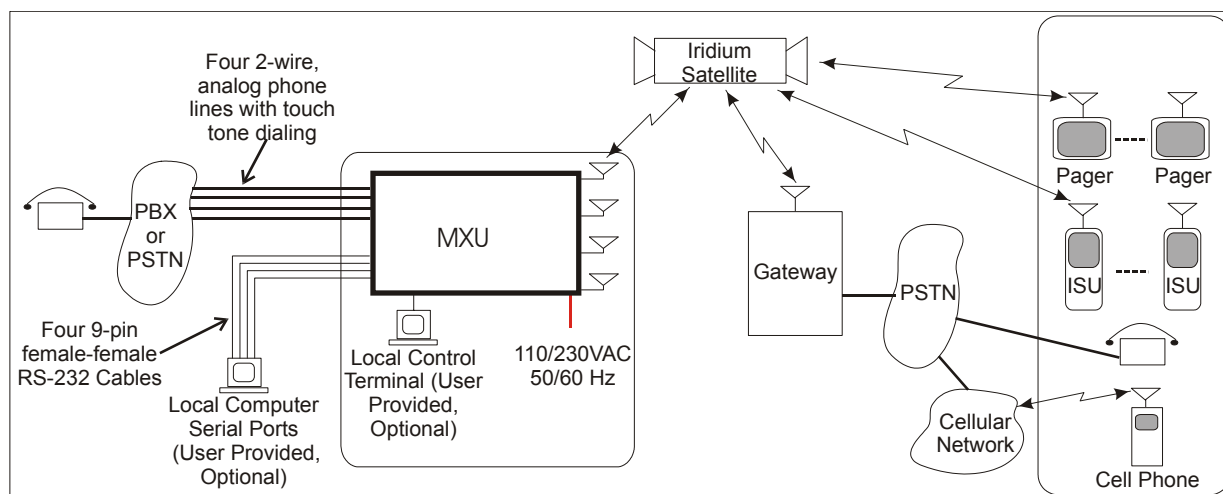 Four 2-wire,
analog phone
lines with touch
tone dialing
PBX
or
PSTN
Four 9-pin
female-female
RS-232 Cables
Local Computer
Serial Ports
(User Provided,
Optional)
MXU
Local Control
Terminal (User
Provided,
Optional)
110/230VAC
50/60 Hz
Iridium
Satellite
Gateway
PSTN
Cellular
Network
Pager
Pager
ISU
ISU
Cell Phone